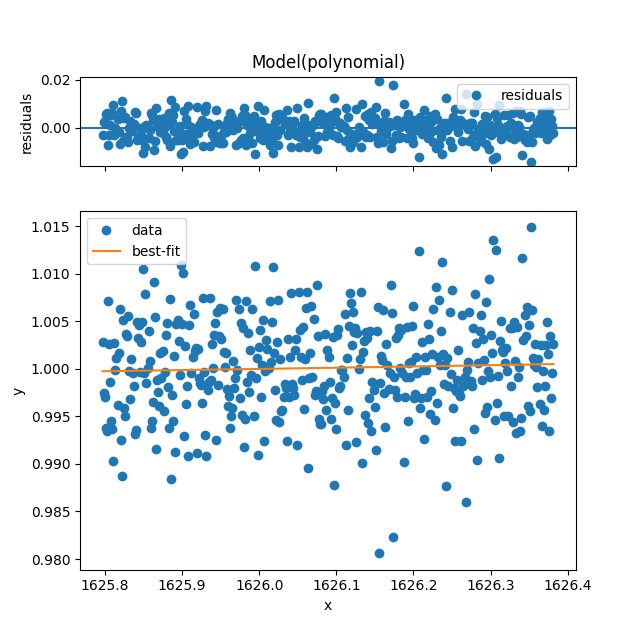 Model(polynomial)
residuals
0.02
0.00
residuals
y
1.015
1.010
1.005
1.000
0.995
0.990
0.985
0.980
data
best-fit
1625.8 1625.9 1626.0 1626.1 1626.2 1626.3 1626.4
x